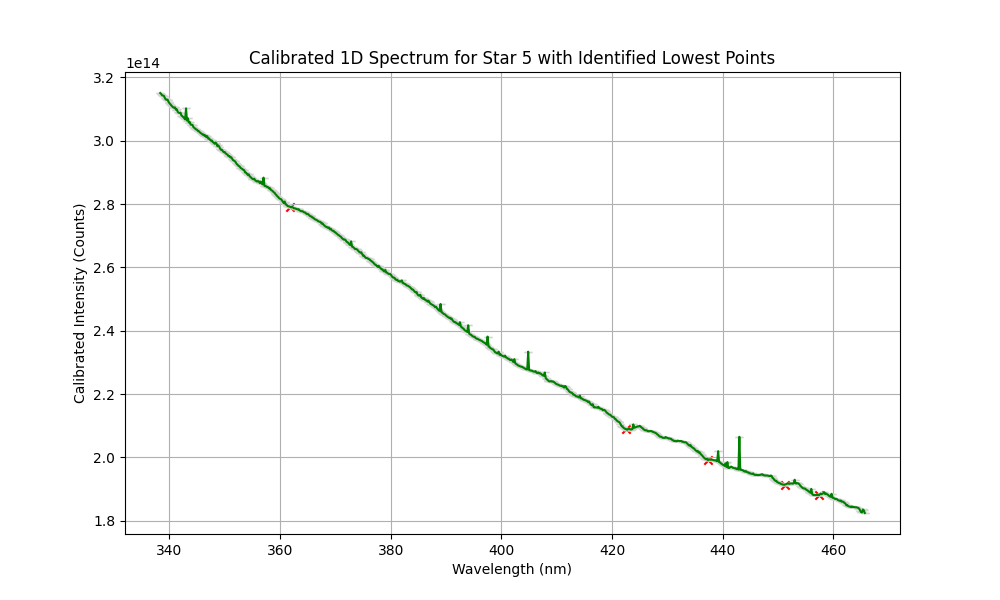 Calibrated 1D Spectrum for Star 5 with Identified Lowest Points
1e14
3.2
3.0
2.8
2.6
2.4
2.2
2.0
1.8
Calibrated Intensity (Counts)
340 360 380 400 420 440 460
Wavelength (nm)